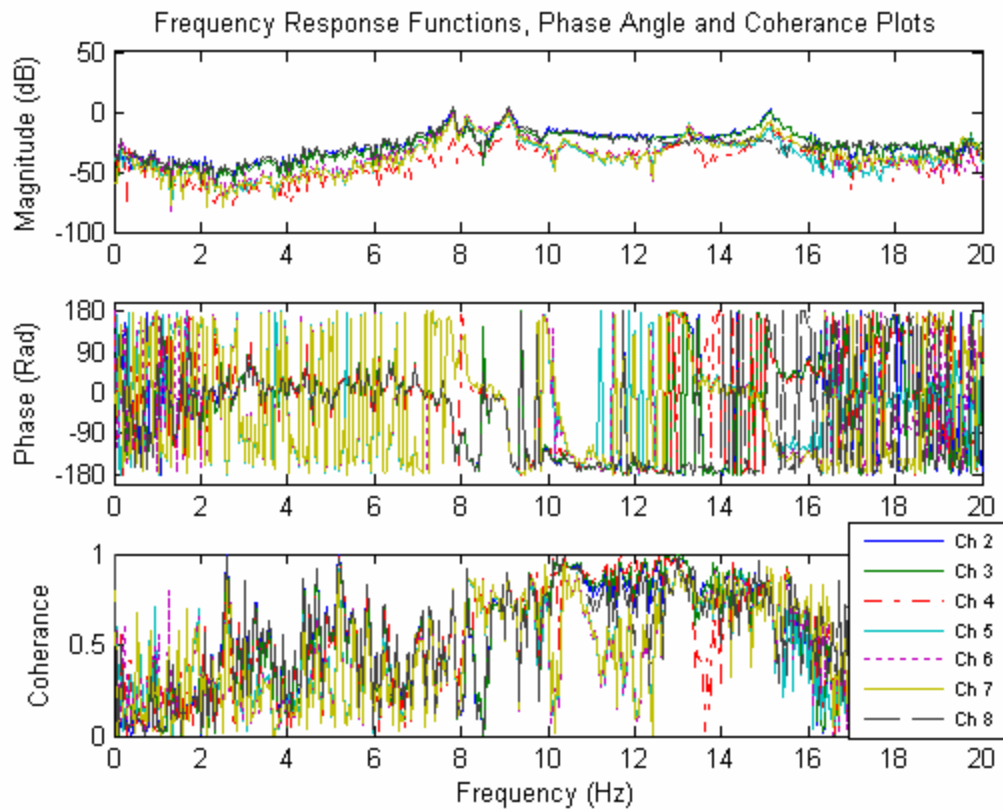 Frequency Response Functions, Phase Angle and Coherance Plots
Magnitude (dB)
50
0
-50
-100
0 2 4 6 8 10 12 14 16 18 20
Phase (Rad)
180
90
0
-90
-180
0 2 4 6 8 10 12 14 16 18 20
Coherance
1
0.5
0
0 2 4 6 8 10 12 14 16 18 20
Frequency (Hz)
Ch 2
Ch 3
Ch 4
Ch 5
Ch 6
Ch 7
Ch 8